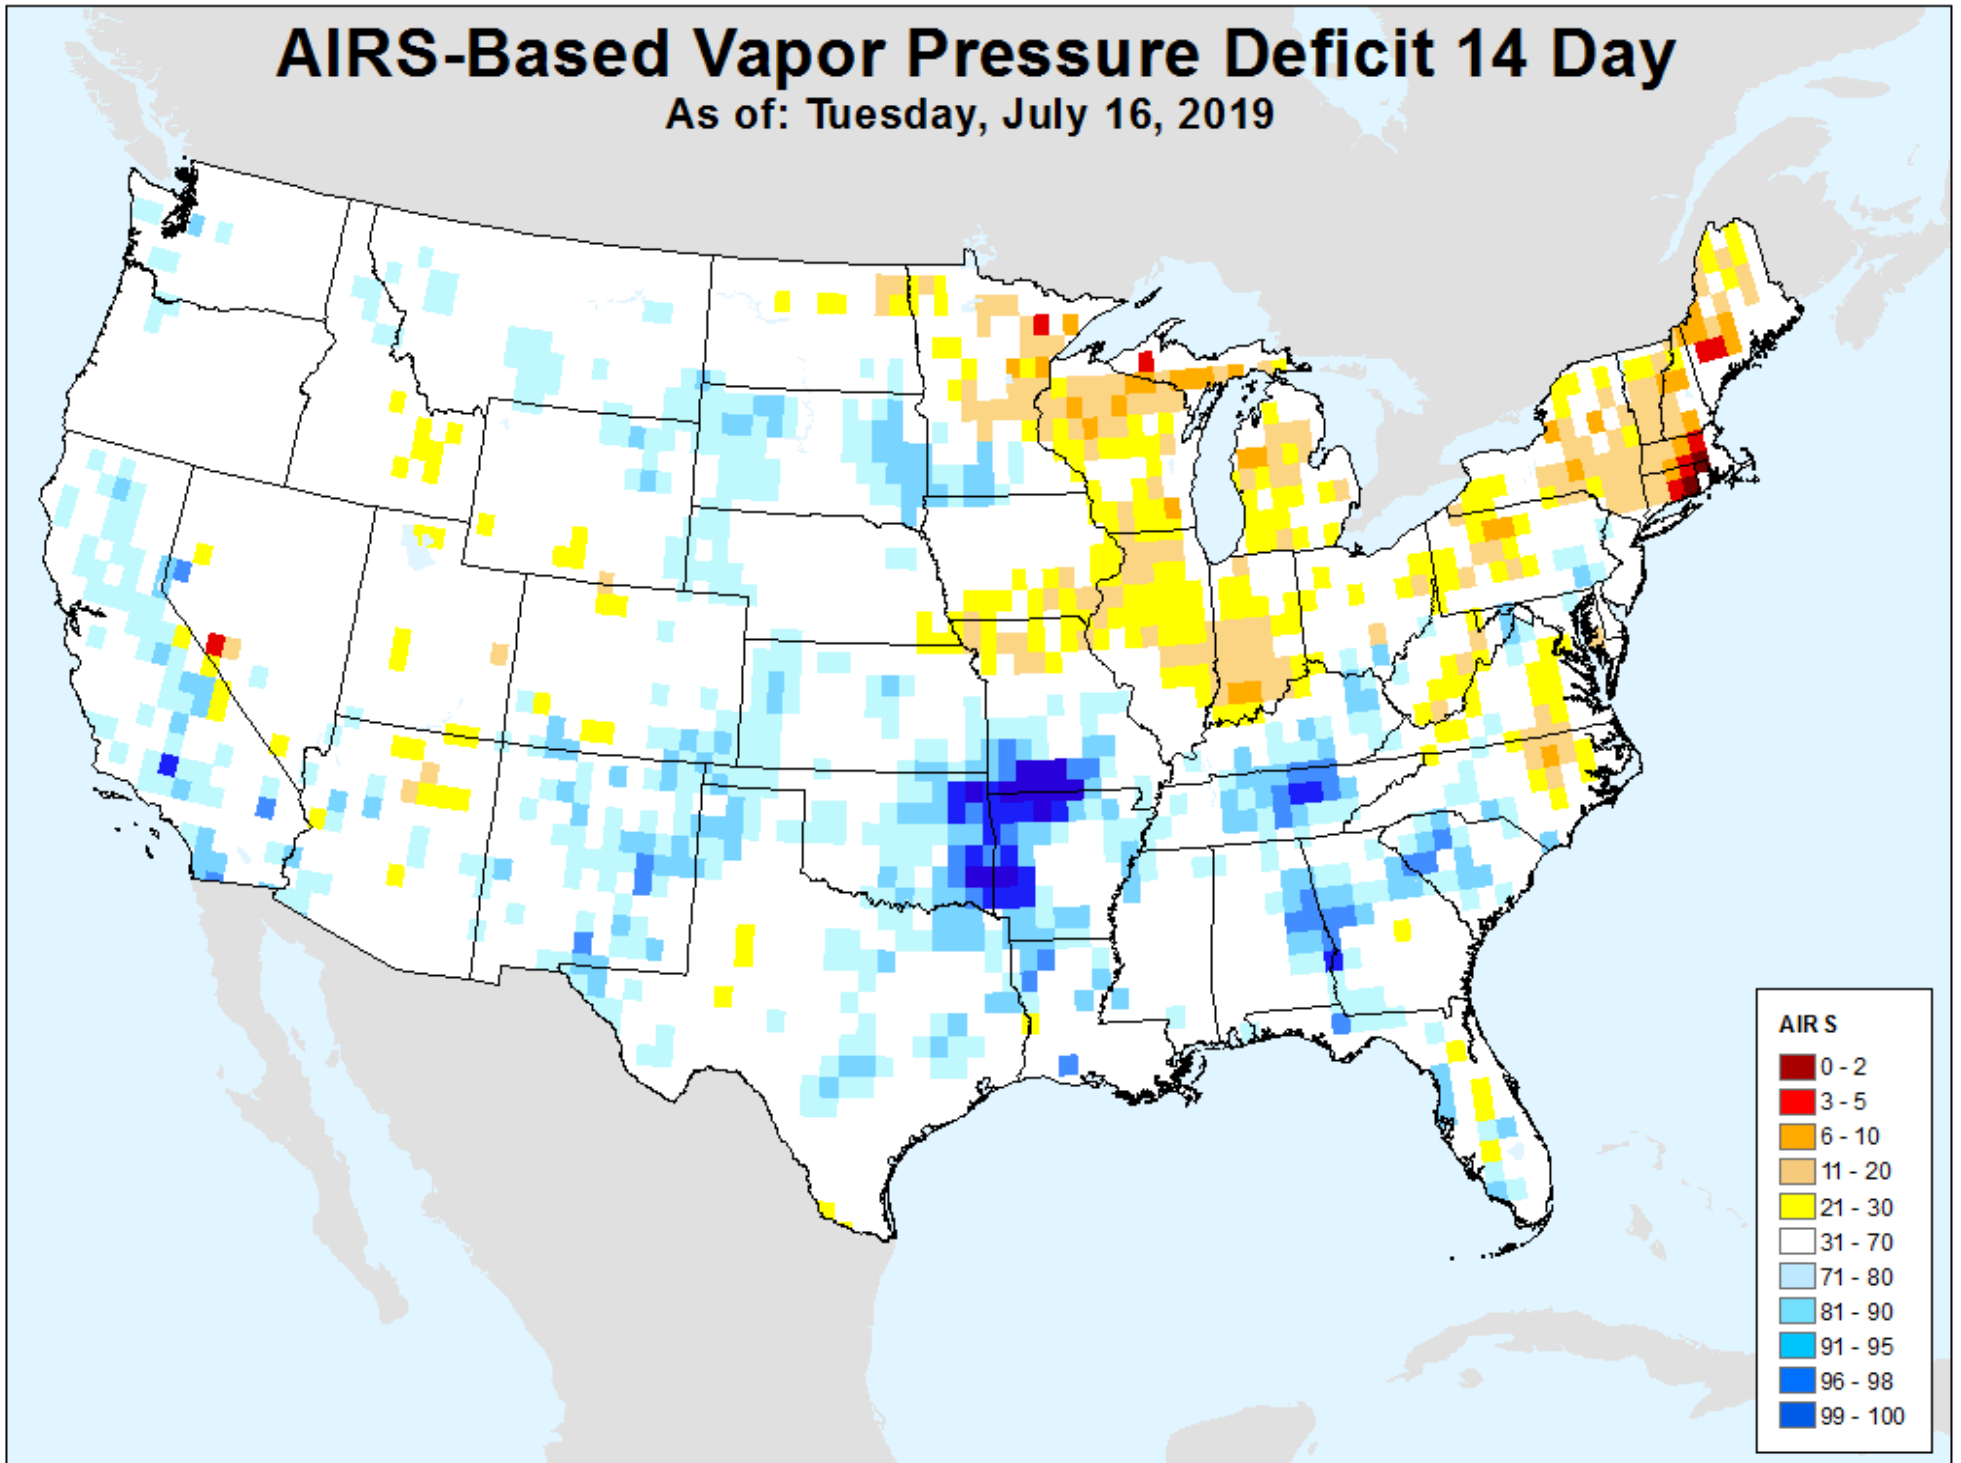 AIRS-Based Vapor Pressure Deficit 14 Day
As of: Tuesday, July 16, 2019
AIRS
0 - 2
3 - 5
6 - 10
11 - 20
21 - 30
31 - 70
71 - 80
81 - 90
91 - 95
96 - 98
99 - 100